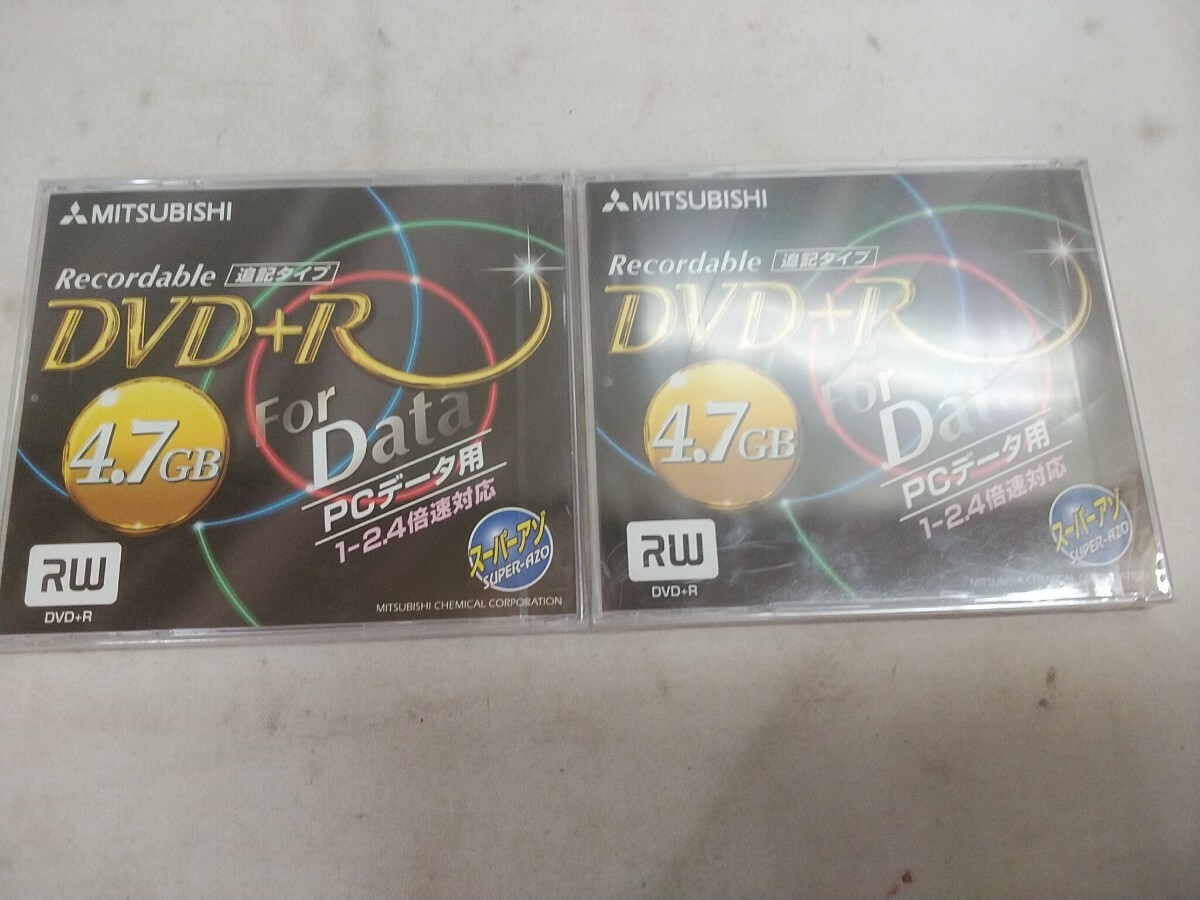 MITSUBISHI
Recordable 追記タイプ
DVD+R
4.7GB
For
Data
PCデータ用
1-2.4倍速対応
スーパーアゾ
SUPER-AZO
RW
DVD+R
MITSUBISHI CHEMICAL CORPORATION
MITSUBISHI
Recordable 追記タイプ
DVD+R
4.7GB
For
Data
PCデータ用
1-2.4倍速対応
スーパーアゾ
SUPER-AZO
RW
DVD+R
MITSUBISHI CHEMICAL